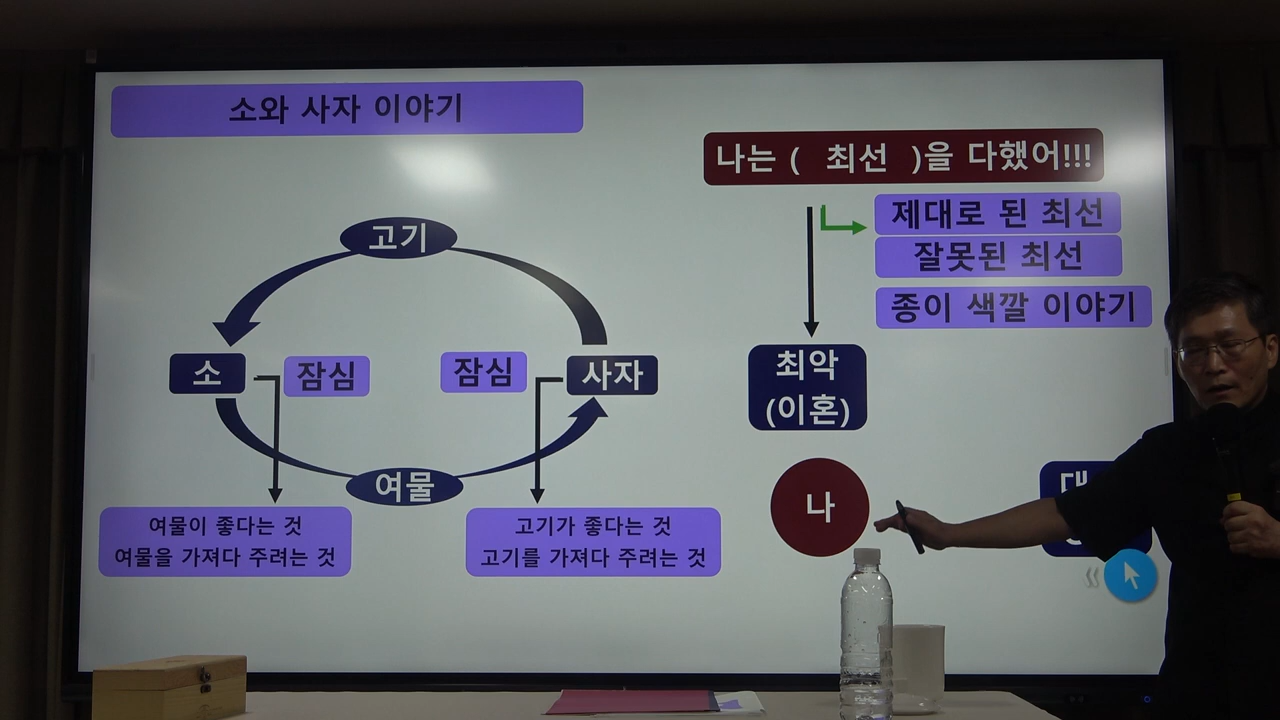 소와 사자 이야기
나는 ( 최선 )을 다했어!!!
제대로 된 최선
잘못된 최선
종이 색깔 이야기
고기
소
잠심
잠심
사자
여물
여물이 좋다는 것
여물을 가져다 주려는 것
고기가 좋다는 것
고기를 가져다 주려는 것
최악
(이혼)
나